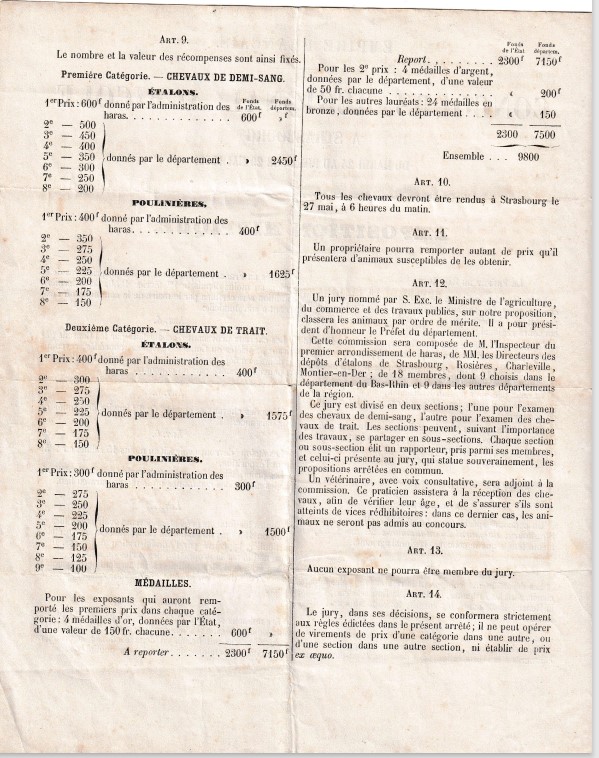 ART. 9.
Le nombre et la valeur des récompenses sont ainsi fixés.
Première Catégorie. — CHEVAUX DE DEMI-SANG.
ÉTALONS.
Fonds de l'État. Fonds départem.
1er Prix: 600f donné par l'administration des
haras. . . . . . . . . . . . 600f » f
2e — 500
3e — 450
4e — 400
5e — 350 donnés par le département . » 2450f
6e — 300
7e — 250
8e — 200
POULINIÈRES.
1er Prix: 400f donné par l'administration des
haras. . . . . . . . . . . . 400f
2e — 350
3e — 275
4e — 250
5e — 225 donnés par le département . » 1625f
6e — 200
7e — 175
8e — 150
Deuxième Catégorie. — CHEVAUX DE TRAIT.
ÉTALONS.
1er Prix: 400f donné par l'administration des
haras . . . . . . . . . . . . 400f
2e — 300
3e — 275
4e — 250
5e — 225 donnés par le département . » 1575f
6e — 200
7e — 175
8e — 150
POULINIÈRES.
1er Prix: 300f donné par l'administration des
haras . . . . . . . . . . . . 300f
2e — 275
3e — 250
4e — 225
5e — 200 donnés par le département . » 1500f
6e — 175
7e — 150
8e — 125
9e — 100
MÉDAILLES.
Pour les exposants qui auront rem-
porté les premiers prix dans chaque caté-
gorie: 4 médailles d'or, données par l'État,
d'une valeur de 150fr. chacune. . . . . 600f »
A reporter. . . . . . . 2300f 7150f
Fonds de l'État Fonds départem.
Report. . . . . . . . . 2300f 7150f
Pour les 2e prix : 4 médailles d'argent,
données par le département, d'une valeur
de 50 fr. chacune . . . . . . . . . . « 200f
Pour les autres lauréats: 24 médailles en
bronze, données par le département . . . « 150
2300 7500
Ensemble . . . 9800
ART. 10.
Tous les chevaux devront être rendus à Strasbourg le
27 mai, à 6 heures du matin.
ART. 11.
Un propriétaire pourra remporter autant de prix qu'il
présentera d'animaux susceptibles de les obtenir.
ART. 12.
Un jury nommé par S. Exc. le Ministre de l'agriculture,
du commerce et des travaux publics, sur notre proposition,
classera les animaux par ordre de mérite. Il a pour prési-
dent d'honneur le Préfet du département.
Cette commission sera composée de M. l'Inspecteur du
premier arrondissement de haras, de MM. les Directeurs des
dépôts d'étalons de Strasbourg, Rosières, Charleville,
Montier-en-Der ; de 18 membres, dont 9 choisis dans le
département du Bas-Rhin et 9 dans les autres départements
de la région.
Ce jury est divisé en deux sections; l'une pour l'examen
des chevaux de demi-sang, l'autre pour l'examen des che-
vaux de trait. Les sections peuvent, suivant l'importance
des travaux, se partager en sous-sections. Chaque section
ou sous-section élit un rapporteur, pris parmi ses membres,
et celui-ci présente au jury, qui statue souverainement, les
propositions arrêtées en commun.
Un vétérinaire, avec voix consultative, sera adjoint à la
commission. Ce praticien assistera à la réception des che-
vaux, afin de vérifier leur âge, et de s'assurer s'ils sont
atteints de vices rédhibitoires: dans ce dernier cas, les ani-
maux ne seront pas admis au concours.
ART. 13.
Aucun exposant ne pourra être membre du jury.
ART. 14.
Le jury, dans ses décisions, se conformera strictement
aux règles édictées dans le présent arrêté; il ne peut opérer
de virements de prix d'une catégorie dans une autre, ou
d'une section dans une autre section, ni établir de prix
ex æquo.